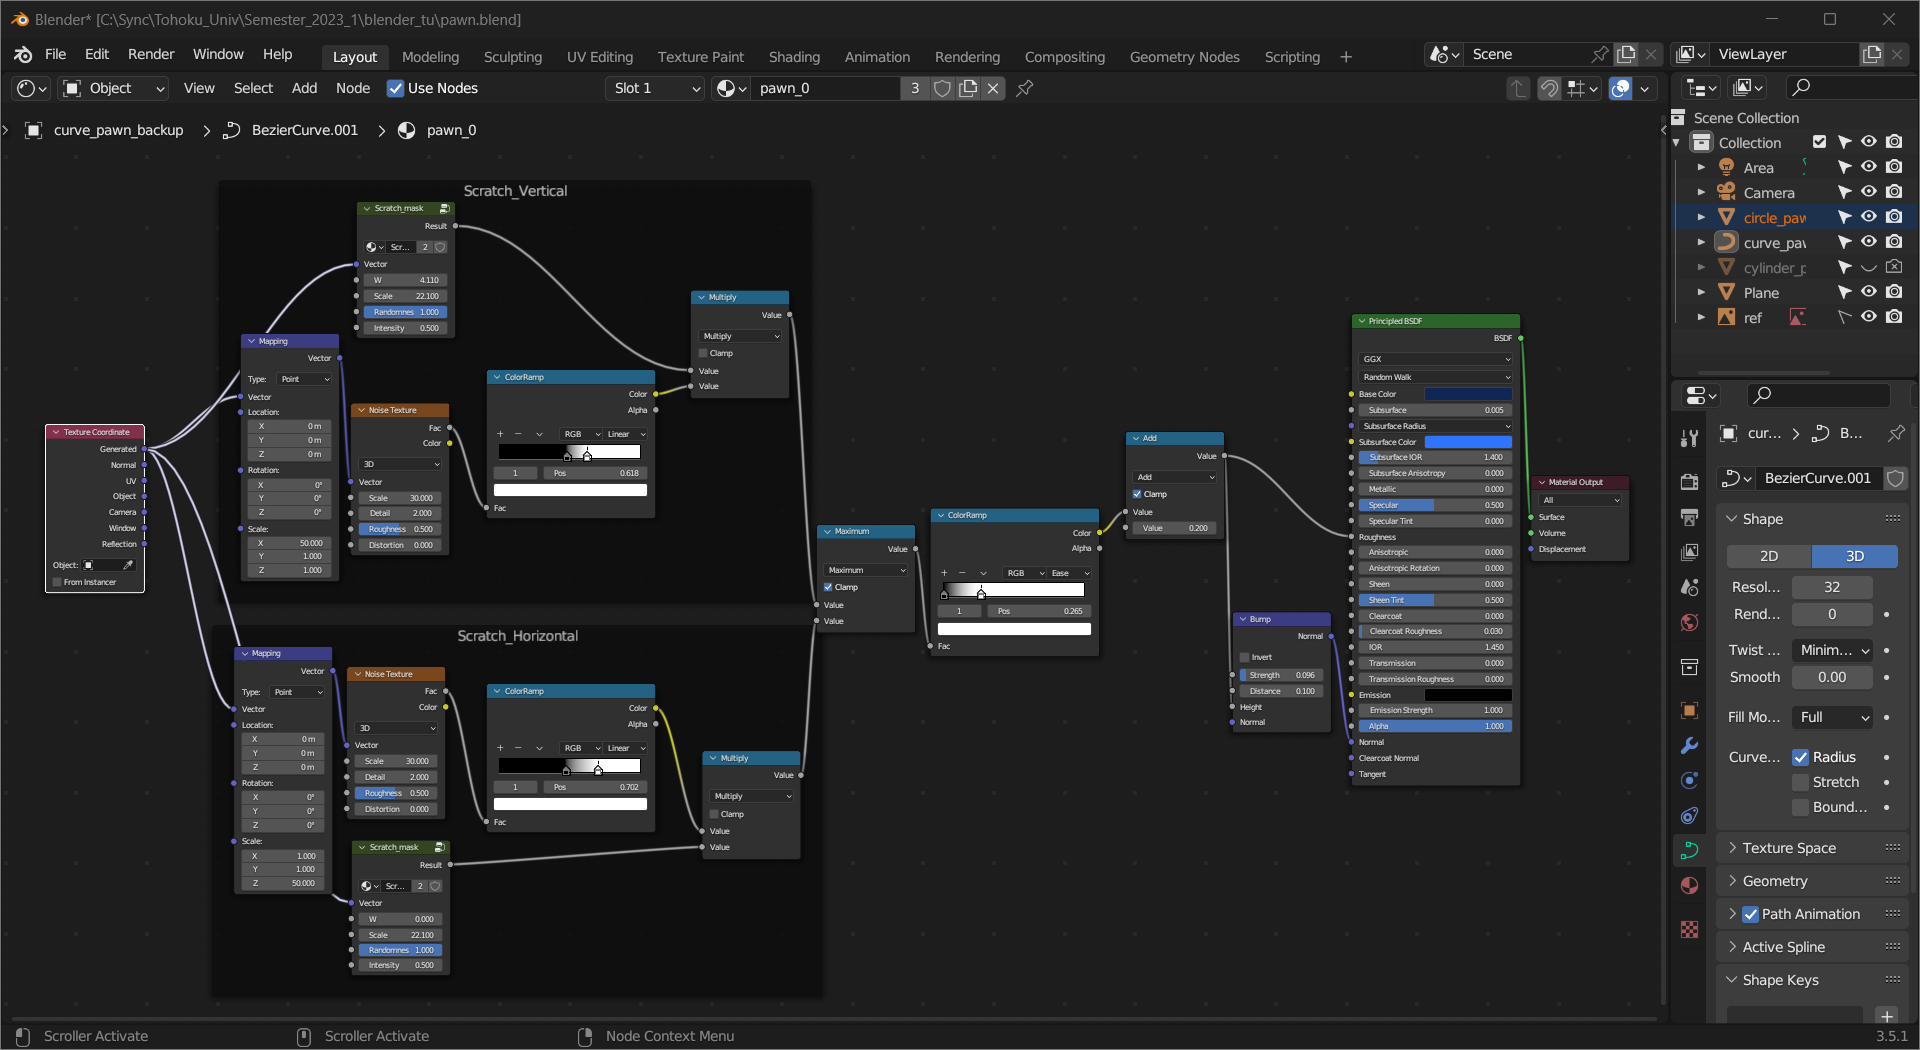 Blender* [C:\Sync\Tohoku_Univ\Semester_2023_1\blender_tu\pawn.blend]
File Edit Render Window Help Layout Modeling Sculpting UV Editing Texture Paint Shading Animation Rendering Compositing Geometry Nodes Scripting + Scene ViewLayer
Object View Select Add Node Use Nodes Slot 1 pawn_0 3
curve_pawn_backup > BezierCurve.001 > pawn_0
Scratch_Vertical
Scratch_mask
Result
Scr... 2
Vector
W 4.110
Scale 22.100
Randomnes 1.000
Intensity 0.500
Mapping
Vector
Type: Point
Vector
Location:
X 0 m
Y 0 m
Z 0 m
Rotation:
X 0°
Y 0°
Z 0°
Scale:
X 50.000
Y 1.000
Z 1.000
Noise Texture
Fac
Color
3D
Vector
Scale 30.000
Detail 2.000
Roughness 0.500
Distortion 0.000
ColorRamp
Color
Alpha
+ − RGB Linear
1 Pos 0.618
Fac
Multiply
Value
Multiply
Clamp
Value
Value
Texture Coordinate
Generated
Normal
UV
Object
Camera
Window
Reflection
Object:
From Instancer
Scratch_Horizontal
Mapping
Vector
Type: Point
Vector
Location:
X 0 m
Y 0 m
Z 0 m
Rotation:
X 0°
Y 0°
Z 0°
Scale:
X 1.000
Y 1.000
Z 50.000
Noise Texture
Fac
Color
3D
Vector
Scale 30.000
Detail 2.000
Roughness 0.500
Distortion 0.000
Scratch_mask
Result
Scr... 2
Vector
W 0.000
Scale 22.100
Randomnes 1.000
Intensity 0.500
ColorRamp
Color
Alpha
+ − RGB Linear
1 Pos 0.702
Fac
Multiply
Value
Multiply
Clamp
Value
Value
Maximum
Value
Maximum
Clamp
Value
Value
ColorRamp
Color
Alpha
+ − RGB Ease
1 Pos 0.265
Fac
Add
Value
Add
Clamp
Value
Value 0.200
Bump
Normal
Invert
Strength 0.096
Distance 0.100
Height
Normal
Principled BSDF
BSDF
GGX
Random Walk
Base Color
Subsurface 0.005
Subsurface Radius
Subsurface Color
Subsurface IOR 1.400
Subsurface Anisotropy 0.000
Metallic 0.000
Specular 0.500
Specular Tint 0.000
Roughness
Anisotropic 0.000
Anisotropic Rotation 0.000
Sheen 0.000
Sheen Tint 0.500
Clearcoat 0.000
Clearcoat Roughness 0.030
IOR 1.450
Transmission 0.000
Transmission Roughness 0.000
Emission
Emission Strength 1.000
Alpha 1.000
Normal
Clearcoat Normal
Tangent
Material Output
All
Surface
Volume
Displacement
Scene Collection
Collection
Area
Camera
circle_paw
curve_pa
cylinder_p
Plane
ref
cur... > B...
BezierCurve.001
Shape
2D 3D
Resol... 32
Rend... 0
Twist ... Minim...
Smooth 0.00
Fill Mo... Full
Curve... Radius
Stretch
Bound...
Texture Space
Geometry
Path Animation
Active Spline
Shape Keys
+
Scroller Activate Scroller Activate Node Context Menu 3.5.1